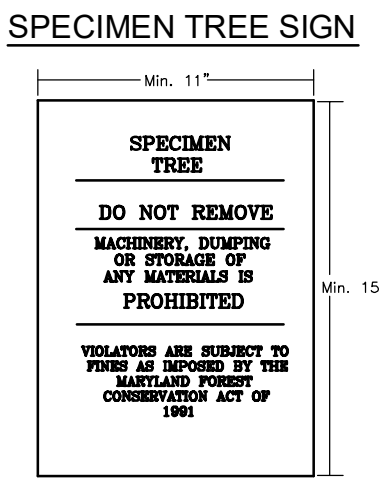 SPECIMEN TREE SIGN
Min. 11"
SPECIMEN
TREE
DO NOT REMOVE
MACHINERY, DUMPING
OR STORAGE OF
ANY MATERIALS IS
PROHIBITED
Min. 15
VIOLATORS ARE SUBJECT TO
FINES AS IMPOSED BY THE
MARYLAND FOREST
CONSERVATION ACT OF
1991